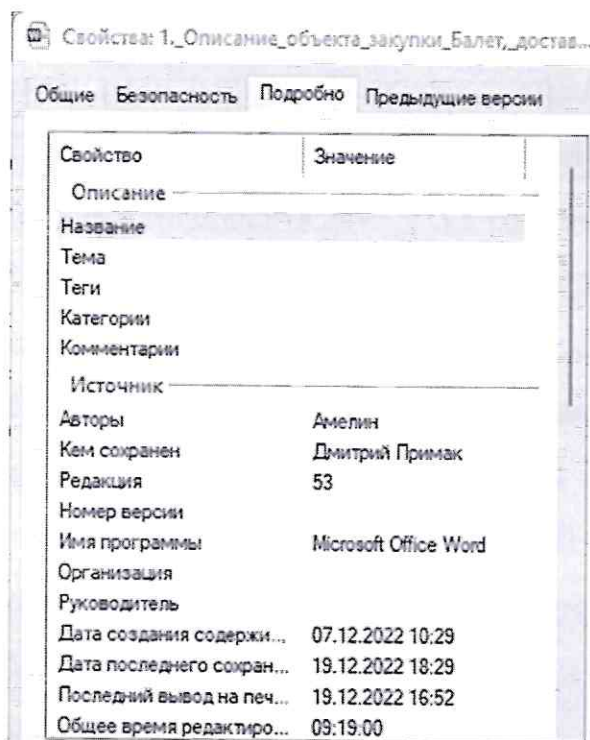 Свойства: 1._Описание_объекта_закупки_Балет,_достав...
Общие Безопасность Подробно Предыдущие версии
Свойство Значение
Описание
Название
Тема
Теги
Категории
Комментарии
Источник
Авторы Амелин
Кем сохранен Дмитрий Примак
Редакция 53
Номер версии
Имя программы Microsoft Office Word
Организация
Руководитель
Дата создания содержи... 07.12.2022 10:29
Дата последнего сохран... 19.12.2022 18:29
Последний вывод на печ... 19.12.2022 16:52
Общее время редактиро... 09:19:00